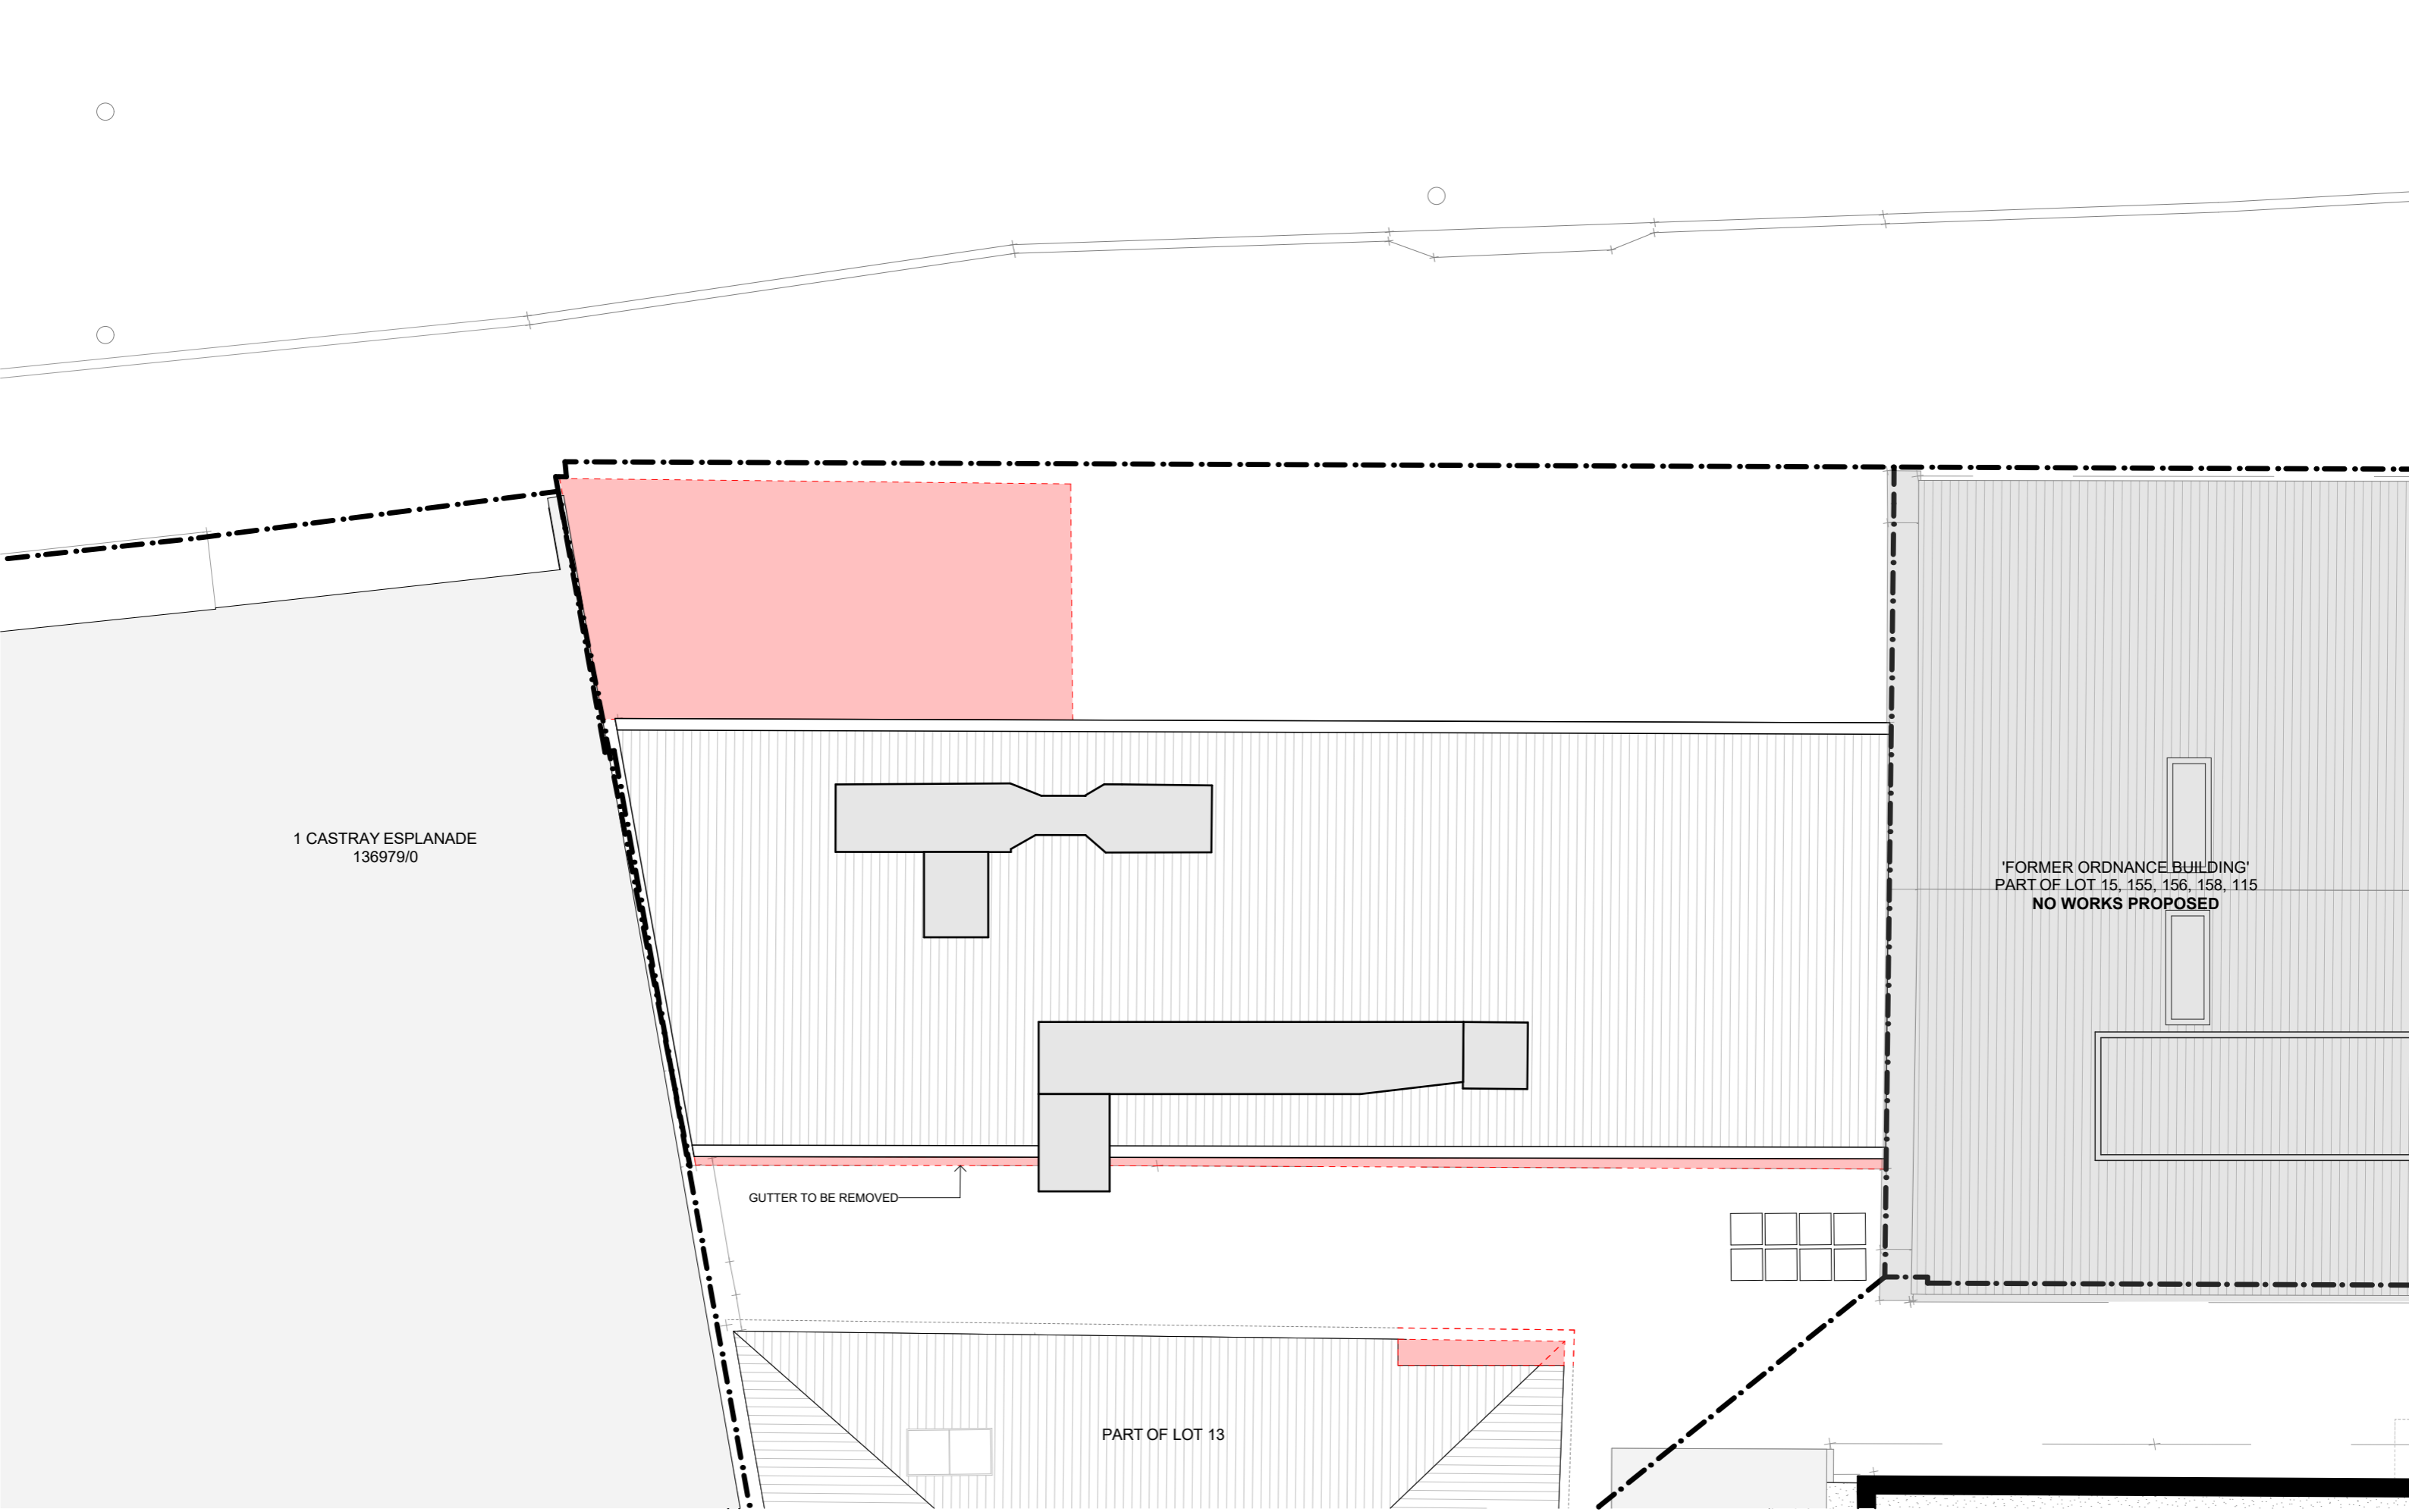 1 CASTRAY ESPLANADE
136979/0
'FORMER ORDNANCE BUILDING'
PART OF LOT 15, 155, 156, 158, 115
NO WORKS PROPOSED
GUTTER TO BE REMOVED
PART OF LOT 13